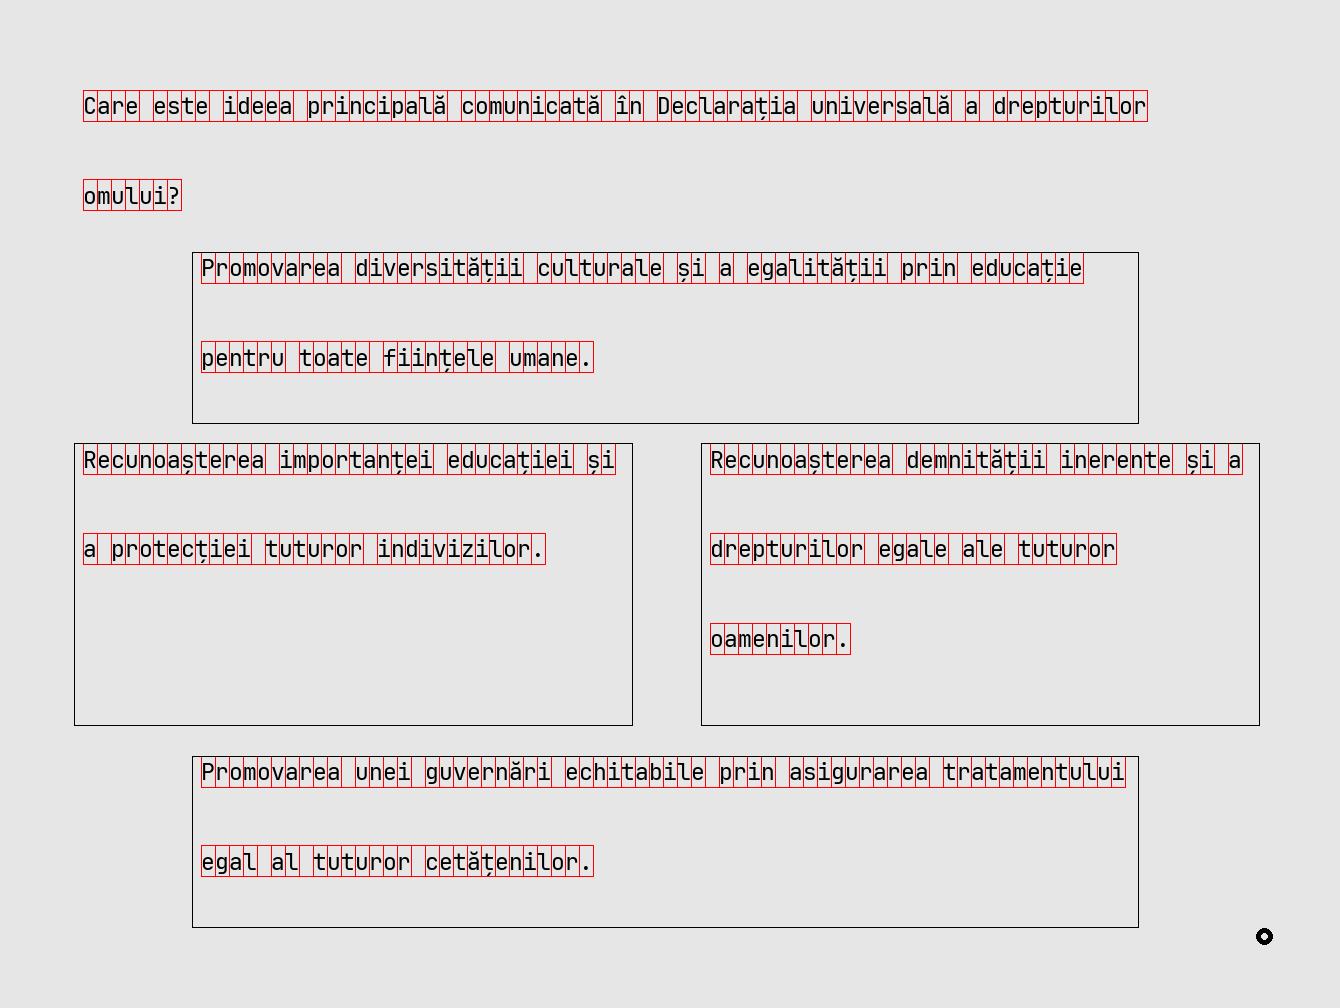 Care este ideea principală comunicată în Declarația universală a drepturilor
omului?
Promovarea diversității culturale și a egalității prin educație
pentru toate ființele umane.
Recunoașterea importanței educației și
a protecției tuturor indivizilor.
Recunoașterea demnității inerente și a
drepturilor egale ale tuturor
oamenilor.
Promovarea unei guvernări echitabile prin asigurarea tratamentului
egal al tuturor cetățenilor.